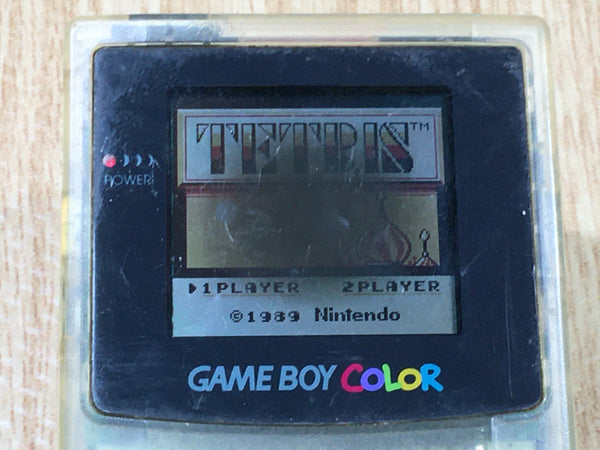 TETRIS™
POWER
▶1PLAYER 2PLAYER
©1989 Nintendo
GAME BOY COLOR